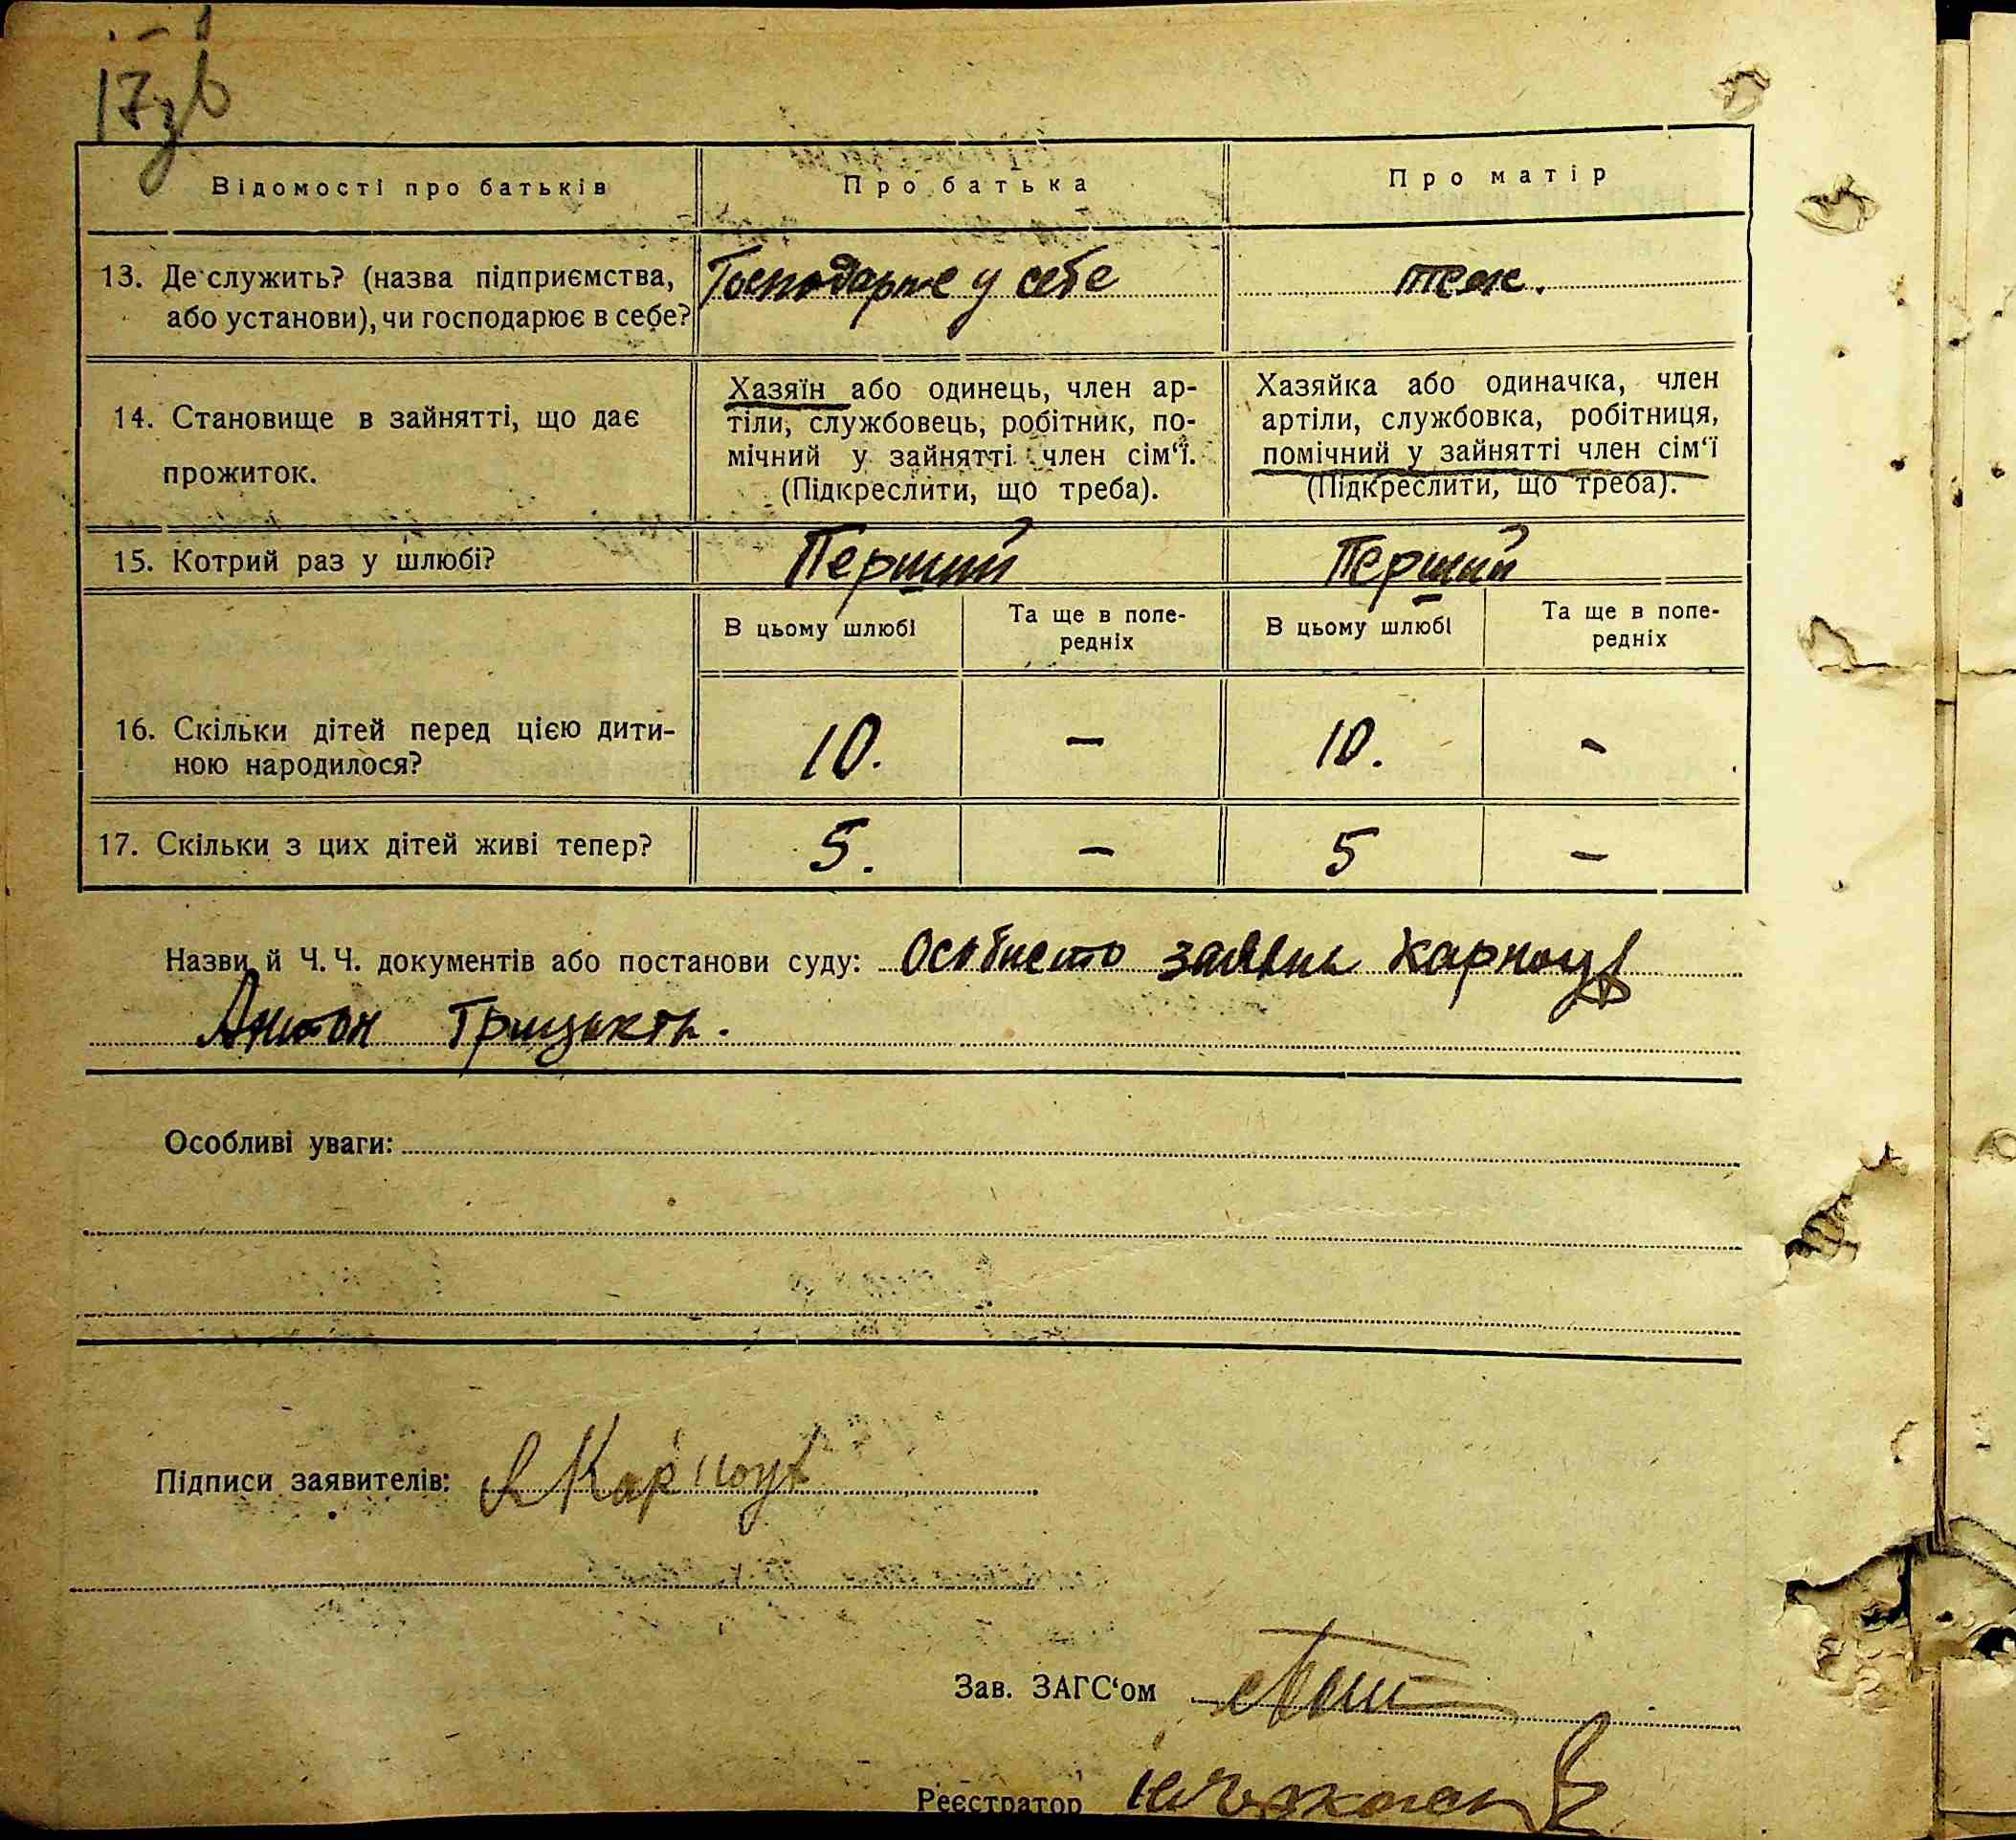 17зв
Відомості про батьків Про батька Про матір
13. Де служить? (назва підприємства, Господарює у себе теж.
або установи), чи господарює в себе?
14. Становище в зайнятті, що дає
прожиток.
Хазяїн або одинець, член ар-
тіли, службовець, робітник, по-
мічний у зайнятті член сім‘ї.
(Підкреслити, що треба).
Хазяйка або одиначка, член
артіли, службовка, робітниця,
помічний у зайнятті член сім‘ї
(Підкреслити, що треба).
15. Котрий раз у шлюбі? Перший Перший
В цьому шлюбі Та ще в попе- В цьому шлюбі Та ще в попе-
редніх редніх
16. Скільки дітей перед цією дити- 10. – 10. –
ною народилося?
17. Скільки з цих дітей живі тепер? 5. – 5 –
Назви й Ч. Ч. документів або постанови суду: Особисто заявив Карноух
Антон
Особливі уваги:
Підписи заявителів: А Карноух
Зав. ЗАГС‘ом
Реєстратор